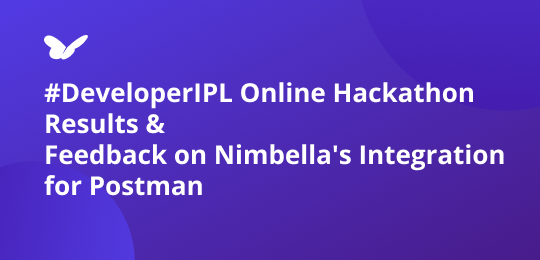 #DeveloperIPL Online Hackathon
Results &
Feedback on Nimbella's Integration
for Postman